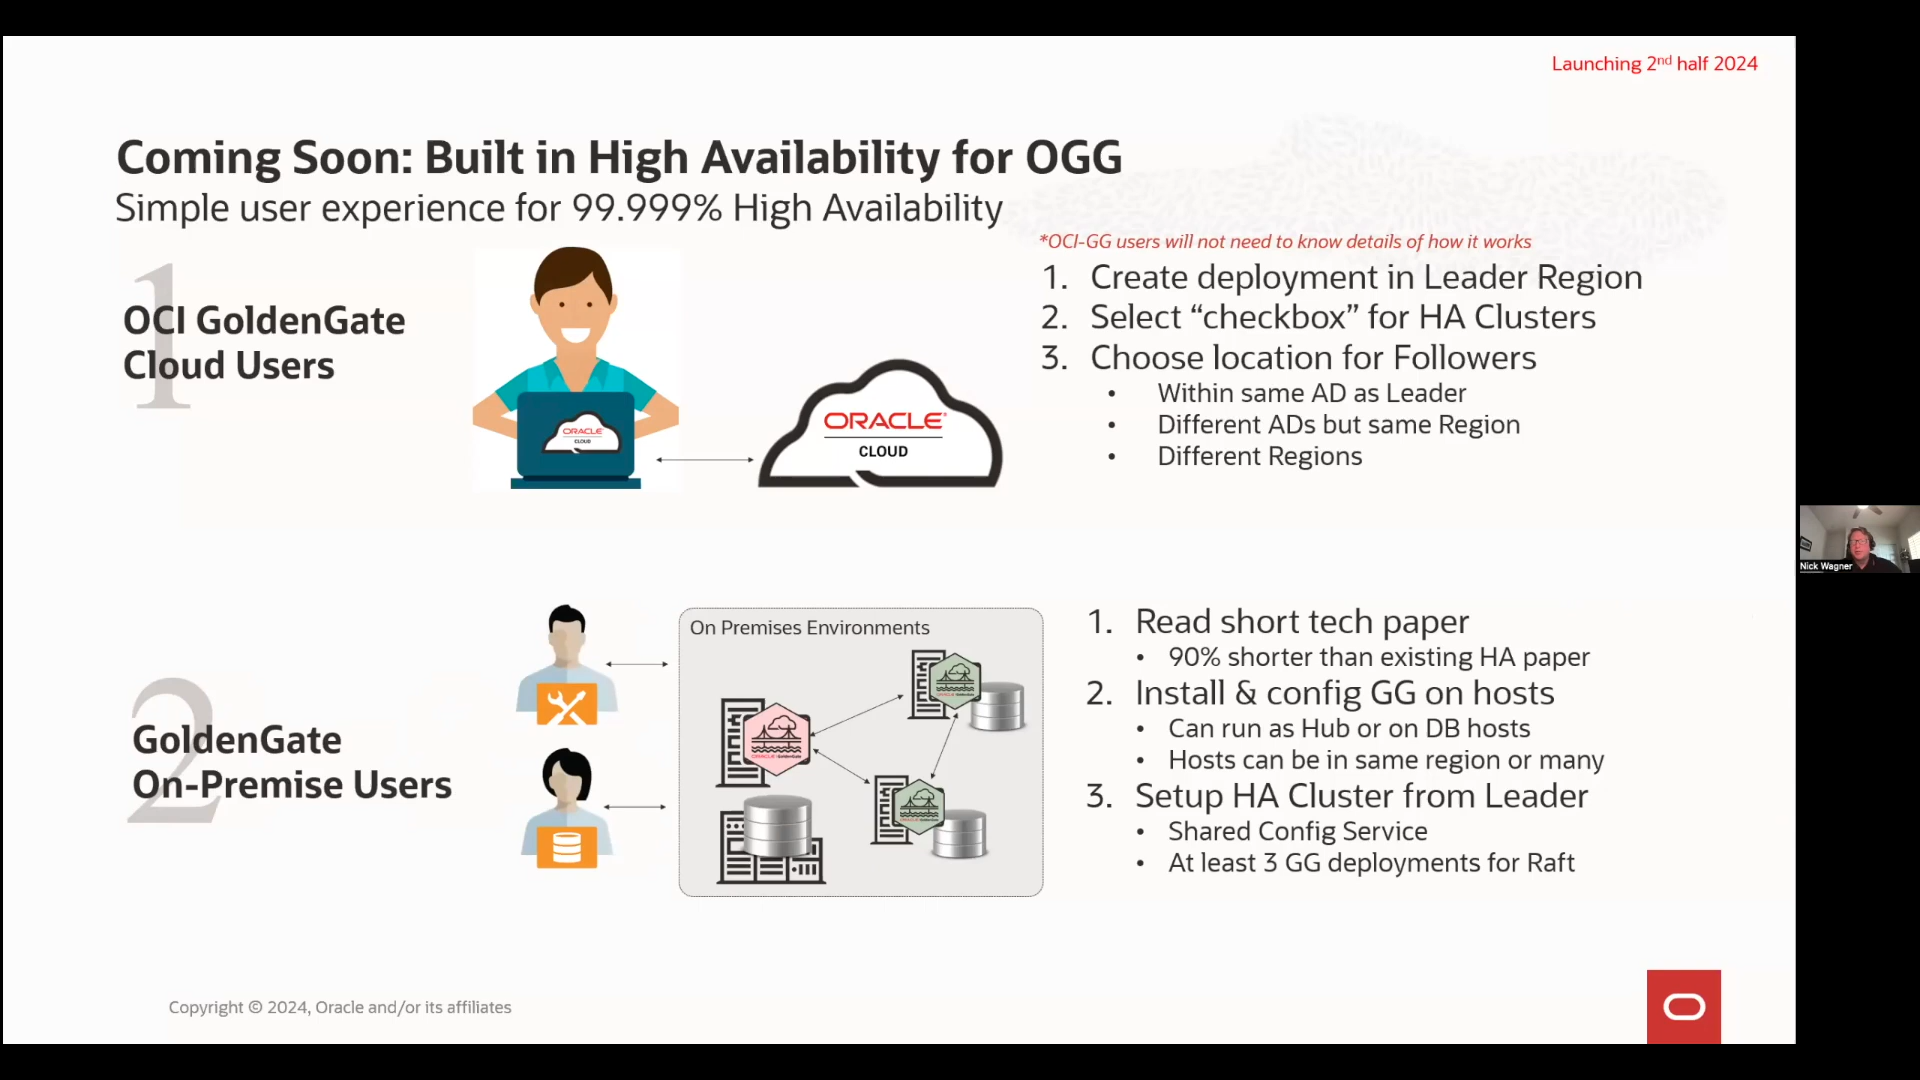 Launching 2nd half 2024
Coming Soon: Built in High Availability for OGG
Simple user experience for 99.999% High Availability
1
OCI GoldenGate
Cloud Users
ORACLE
CLOUD
ORACLE®
CLOUD
*OCI-GG users will not need to know details of how it works
1. Create deployment in Leader Region
2. Select “checkbox” for HA Clusters
3. Choose location for Followers
• Within same AD as Leader
• Different ADs but same Region
• Different Regions
Nick Wagner
2
GoldenGate
On-Premise Users
On Premises Environments
1. Read short tech paper
• 90% shorter than existing HA paper
2. Install & config GG on hosts
• Can run as Hub or on DB hosts
• Hosts can be in same region or many
3. Setup HA Cluster from Leader
• Shared Config Service
• At least 3 GG deployments for Raft
Copyright © 2024, Oracle and/or its affiliates